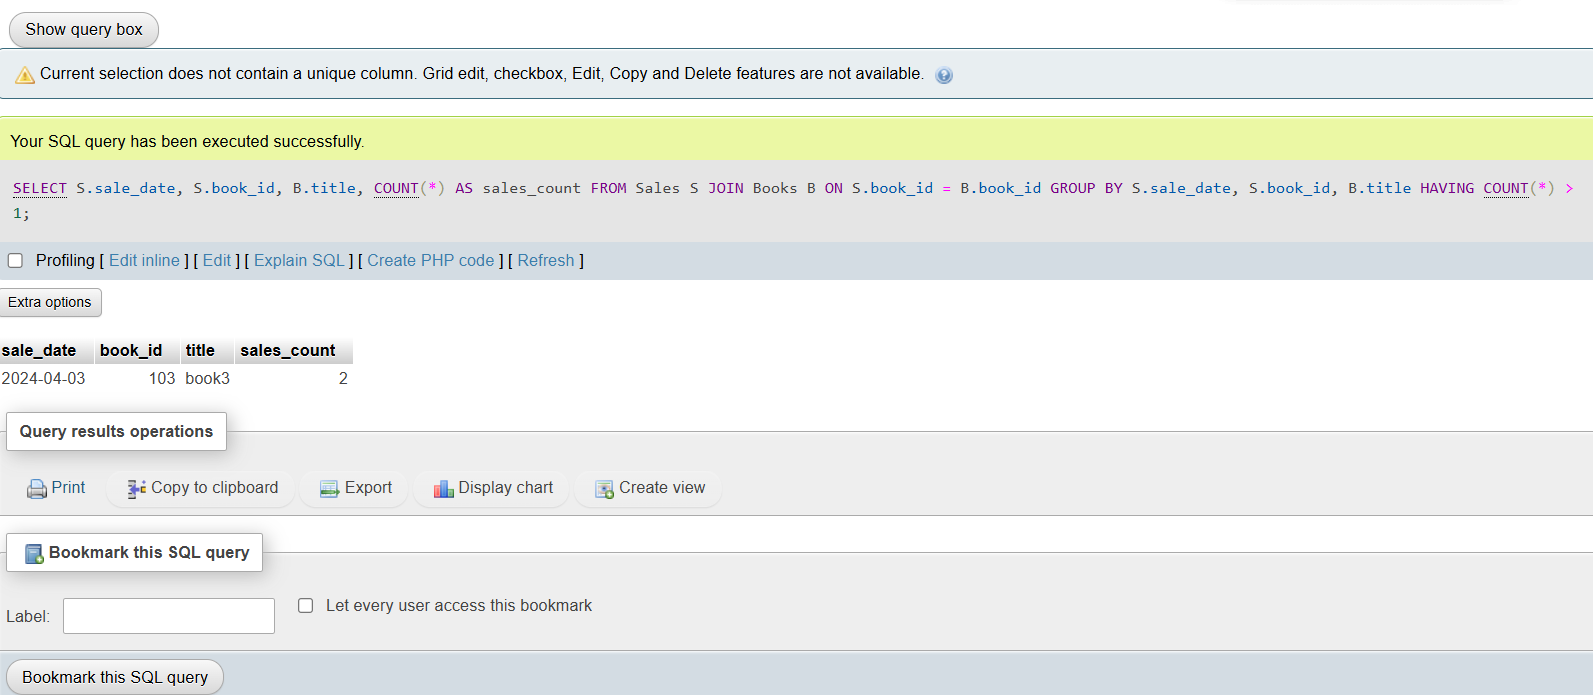 Show query box
Current selection does not contain a unique column. Grid edit, checkbox, Edit, Copy and Delete features are not available.
Your SQL query has been executed successfully.
SELECT S.sale_date, S.book_id, B.title, COUNT(*) AS sales_count FROM Sales S JOIN Books B ON S.book_id = B.book_id GROUP BY S.sale_date, S.book_id, B.title HAVING COUNT(*) >
1;
Profiling [ Edit inline ] [ Edit ] [ Explain SQL ] [ Create PHP code ] [ Refresh ]
Extra options
sale_date book_id title sales_count
2024-04-03 103 book3 2
Query results operations
Print Copy to clipboard Export Display chart Create view
Bookmark this SQL query
Label: Let every user access this bookmark
Bookmark this SQL query